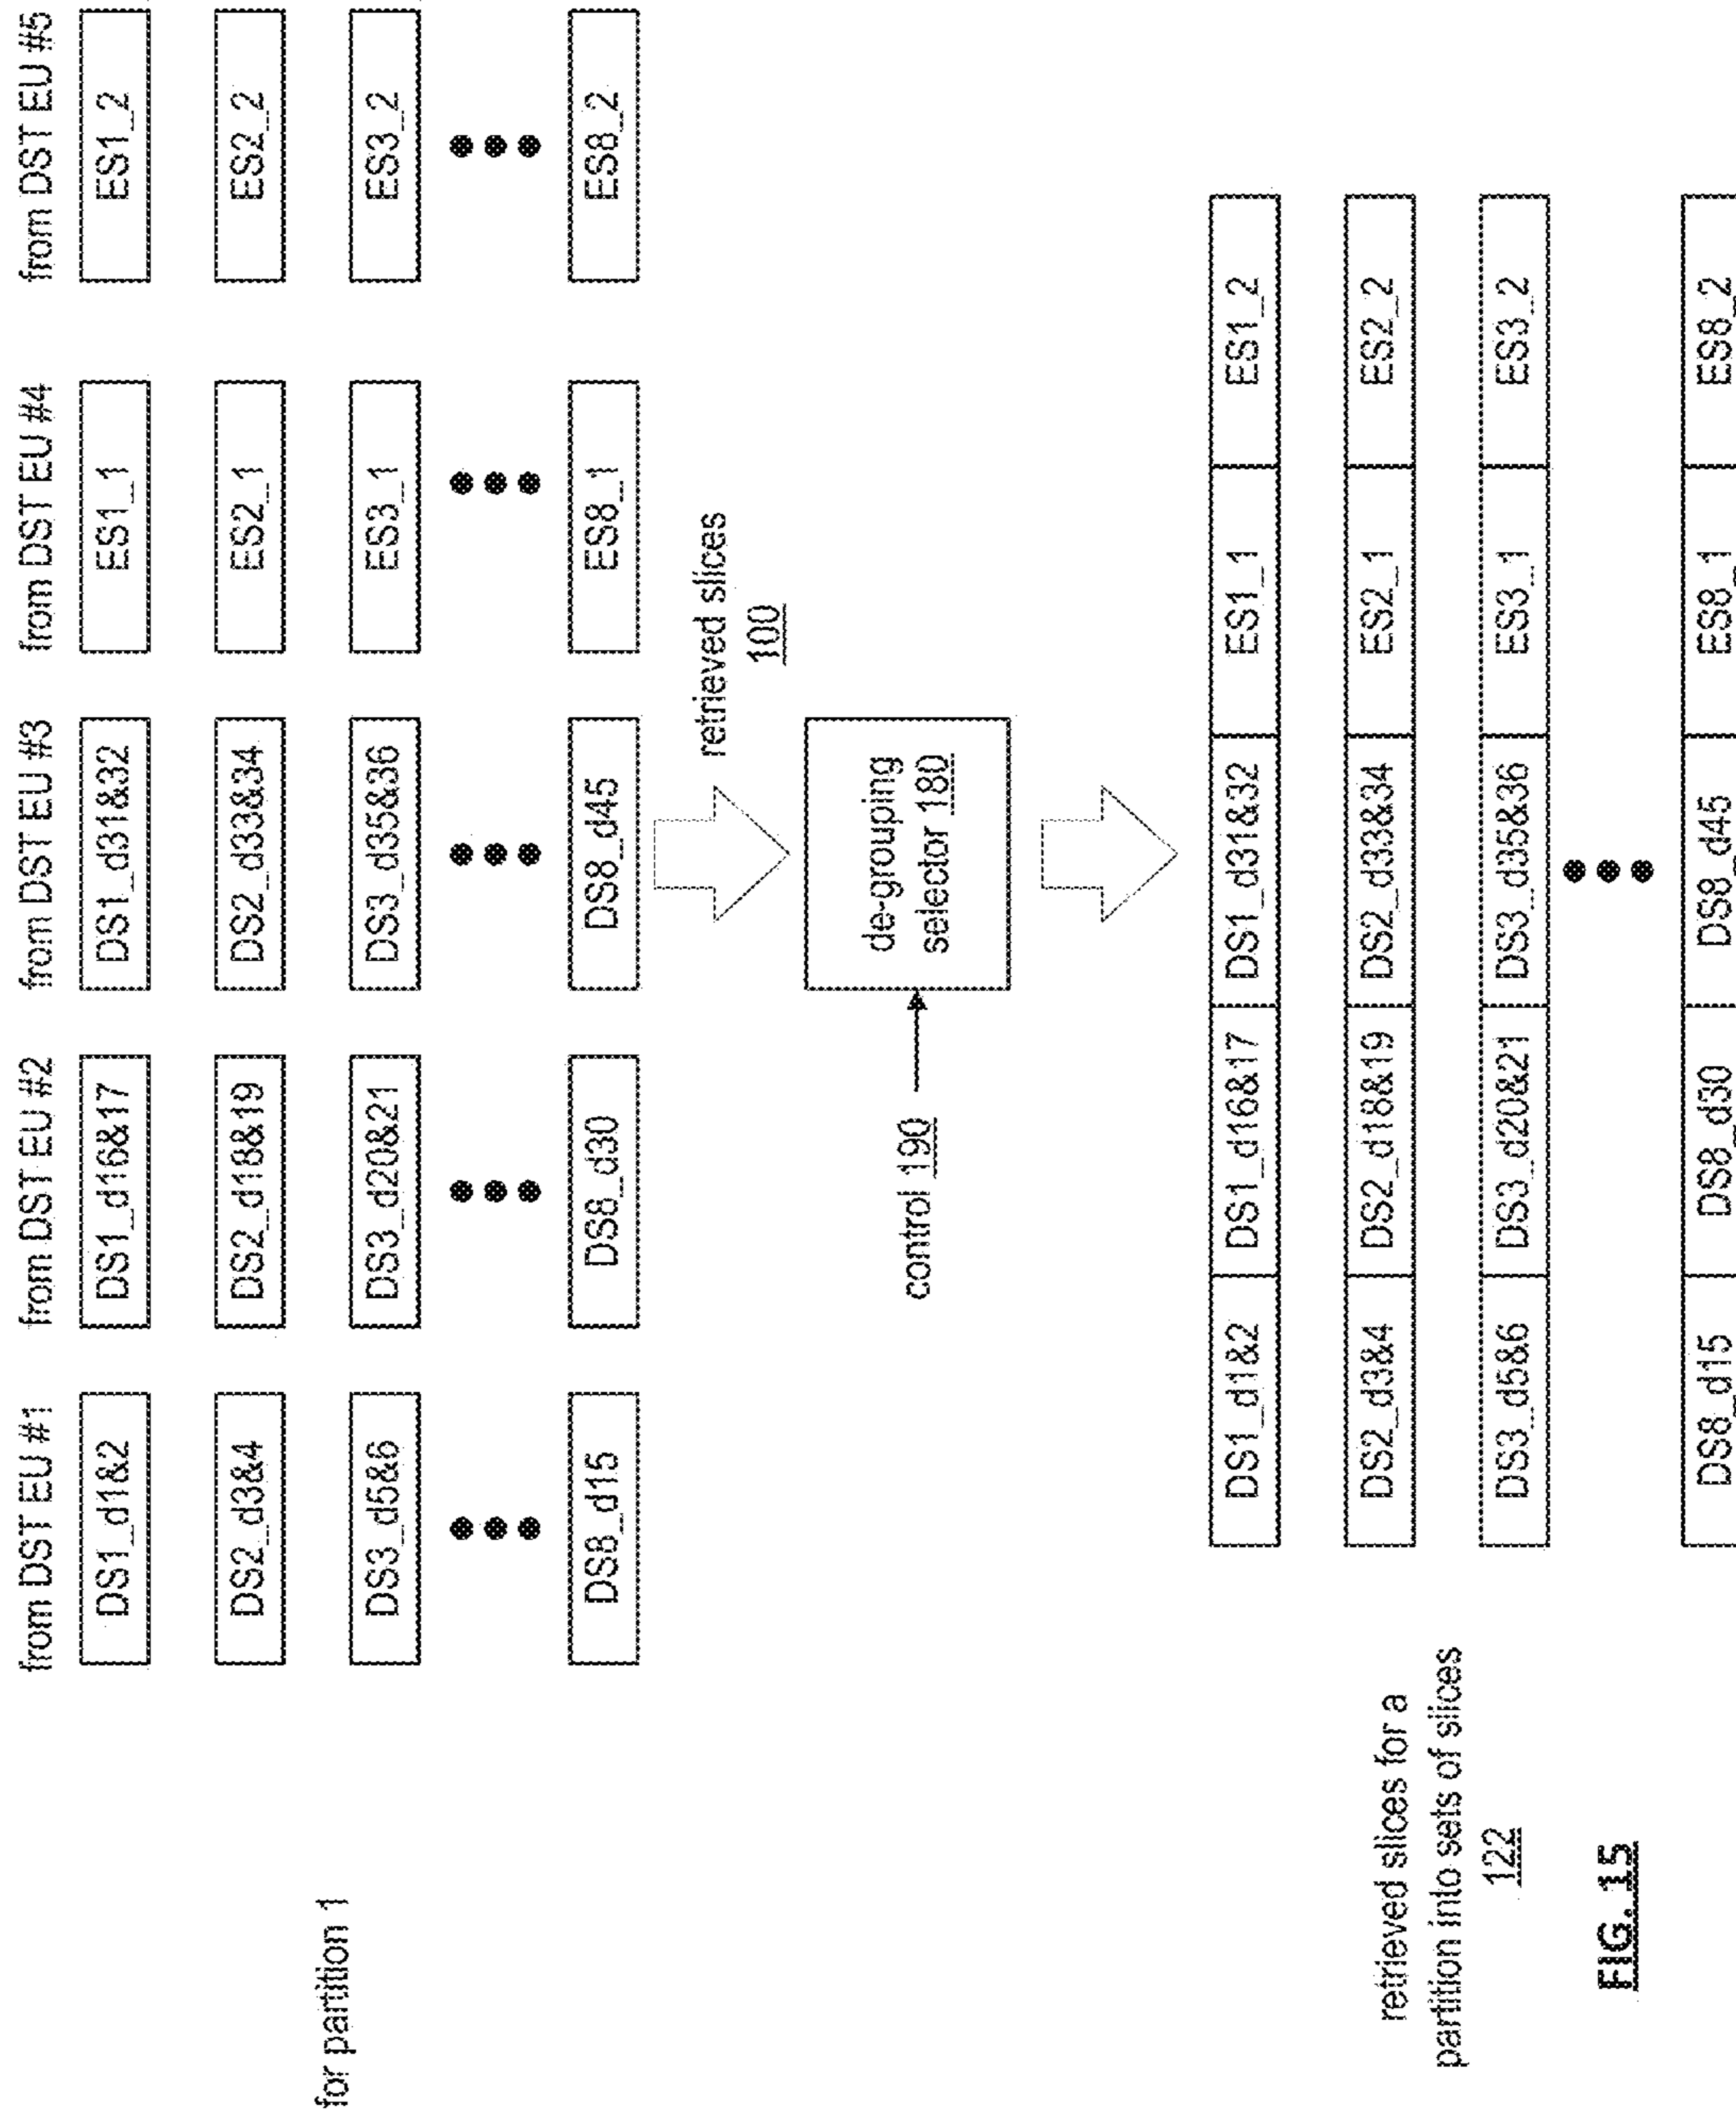 from DST EU #1 from DST EU #2 from DST EU #3 from DST EU #4 from DST EU #5
DS1_d1&2 DS1_d16&17 DS1_d31&32 ES1_1 ES1_2
DS2_d3&4 DS2_d18&19 DS2_d33&34 ES2_1 ES2_2
for partition 1
DS3_d5&6 DS3_d20&21 DS3_d35&36 ES3_1 ES3_2
DS8_d15 DS8_d30 DS8_d45 ES8_1 ES8_2
retrieved slices
100
control 190
de-grouping
selector 180
DS1_d1&2 DS1_d16&17 DS1_d31&32 ES1_1 ES1_2
retrieved slices for a
partition into sets of slices
122
DS2_d3&4 DS2_d18&19 DS2_d33&34 ES2_1 ES2_2
DS3_d5&6 DS3_d20&21 DS3_d35&36 ES3_1 ES3_2
DS8_d15 DS8_d30 DS8_d45 ES8_1 ES8_2
FIG. 15